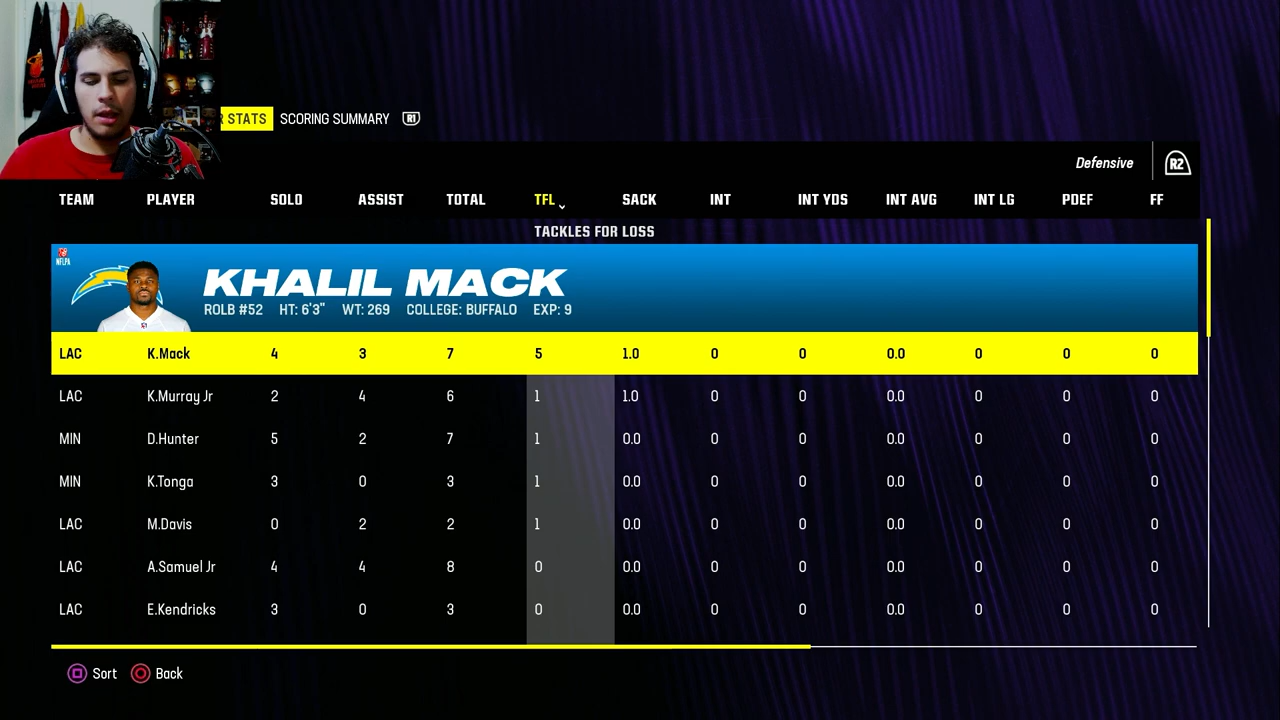 R STATS SCORING SUMMARY R1
Defensive R2
TEAM PLAYER SOLO ASSIST TOTAL TFL SACK INT INT YDS INT AVG INT LG PDEF FF
TACKLES FOR LOSS
NFLPA
KHALIL MACK
ROLB #52 HT: 6'3" WT: 269 COLLEGE: BUFFALO EXP: 9
LAC K.Mack 4 3 7 5 1.0 0 0 0.0 0 0 0
LAC K.Murray Jr 2 4 6 1 1.0 0 0 0.0 0 0 0
MIN D.Hunter 5 2 7 1 0.0 0 0 0.0 0 0 0
MIN K.Tonga 3 0 3 1 0.0 0 0 0.0 0 0 0
LAC M.Davis 0 2 2 1 0.0 0 0 0.0 0 0 0
LAC A.Samuel Jr 4 4 8 0 0.0 0 0 0.0 0 0 0
LAC E.Kendricks 3 0 3 0 0.0 0 0 0.0 0 0 0
Sort Back